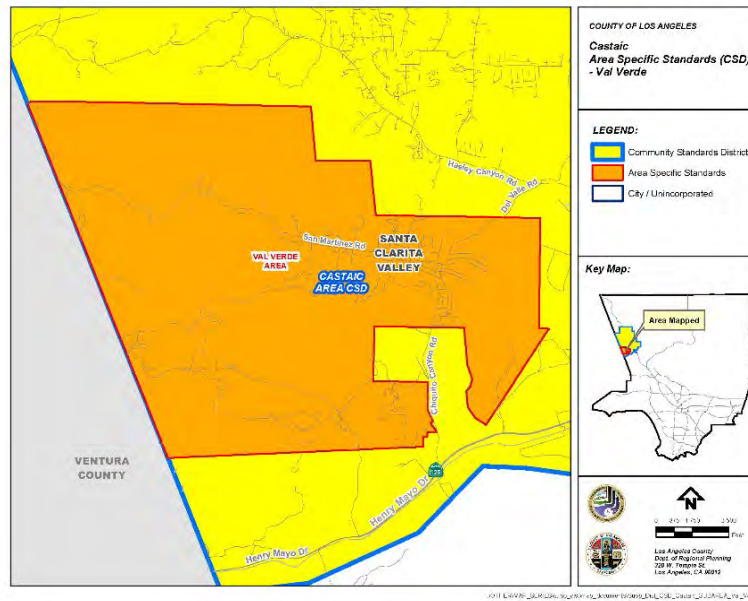 COUNTY OF LOS ANGELES
Castaic
Area Specific Standards (CSD)
- Val Verde
LEGEND:
Community Standards District
Area Specific Standards
City / Unincorporated
Key Map:
Area Mapped
Hasley Canyon Rd
Del Valle Rd
San Martinez Rd
SANTA
CLARITA
VALLEY
VAL VERDE
AREA
CASTAIC
AREA CSD
Chiquito Canyon Rd
VENTURA
COUNTY
126
Henry Mayo Dr
Henry Mayo Dr
N
Feet
Los Angeles County
Dept. of Regional Planning
320 W. Temple St.
Los Angeles, CA 90012